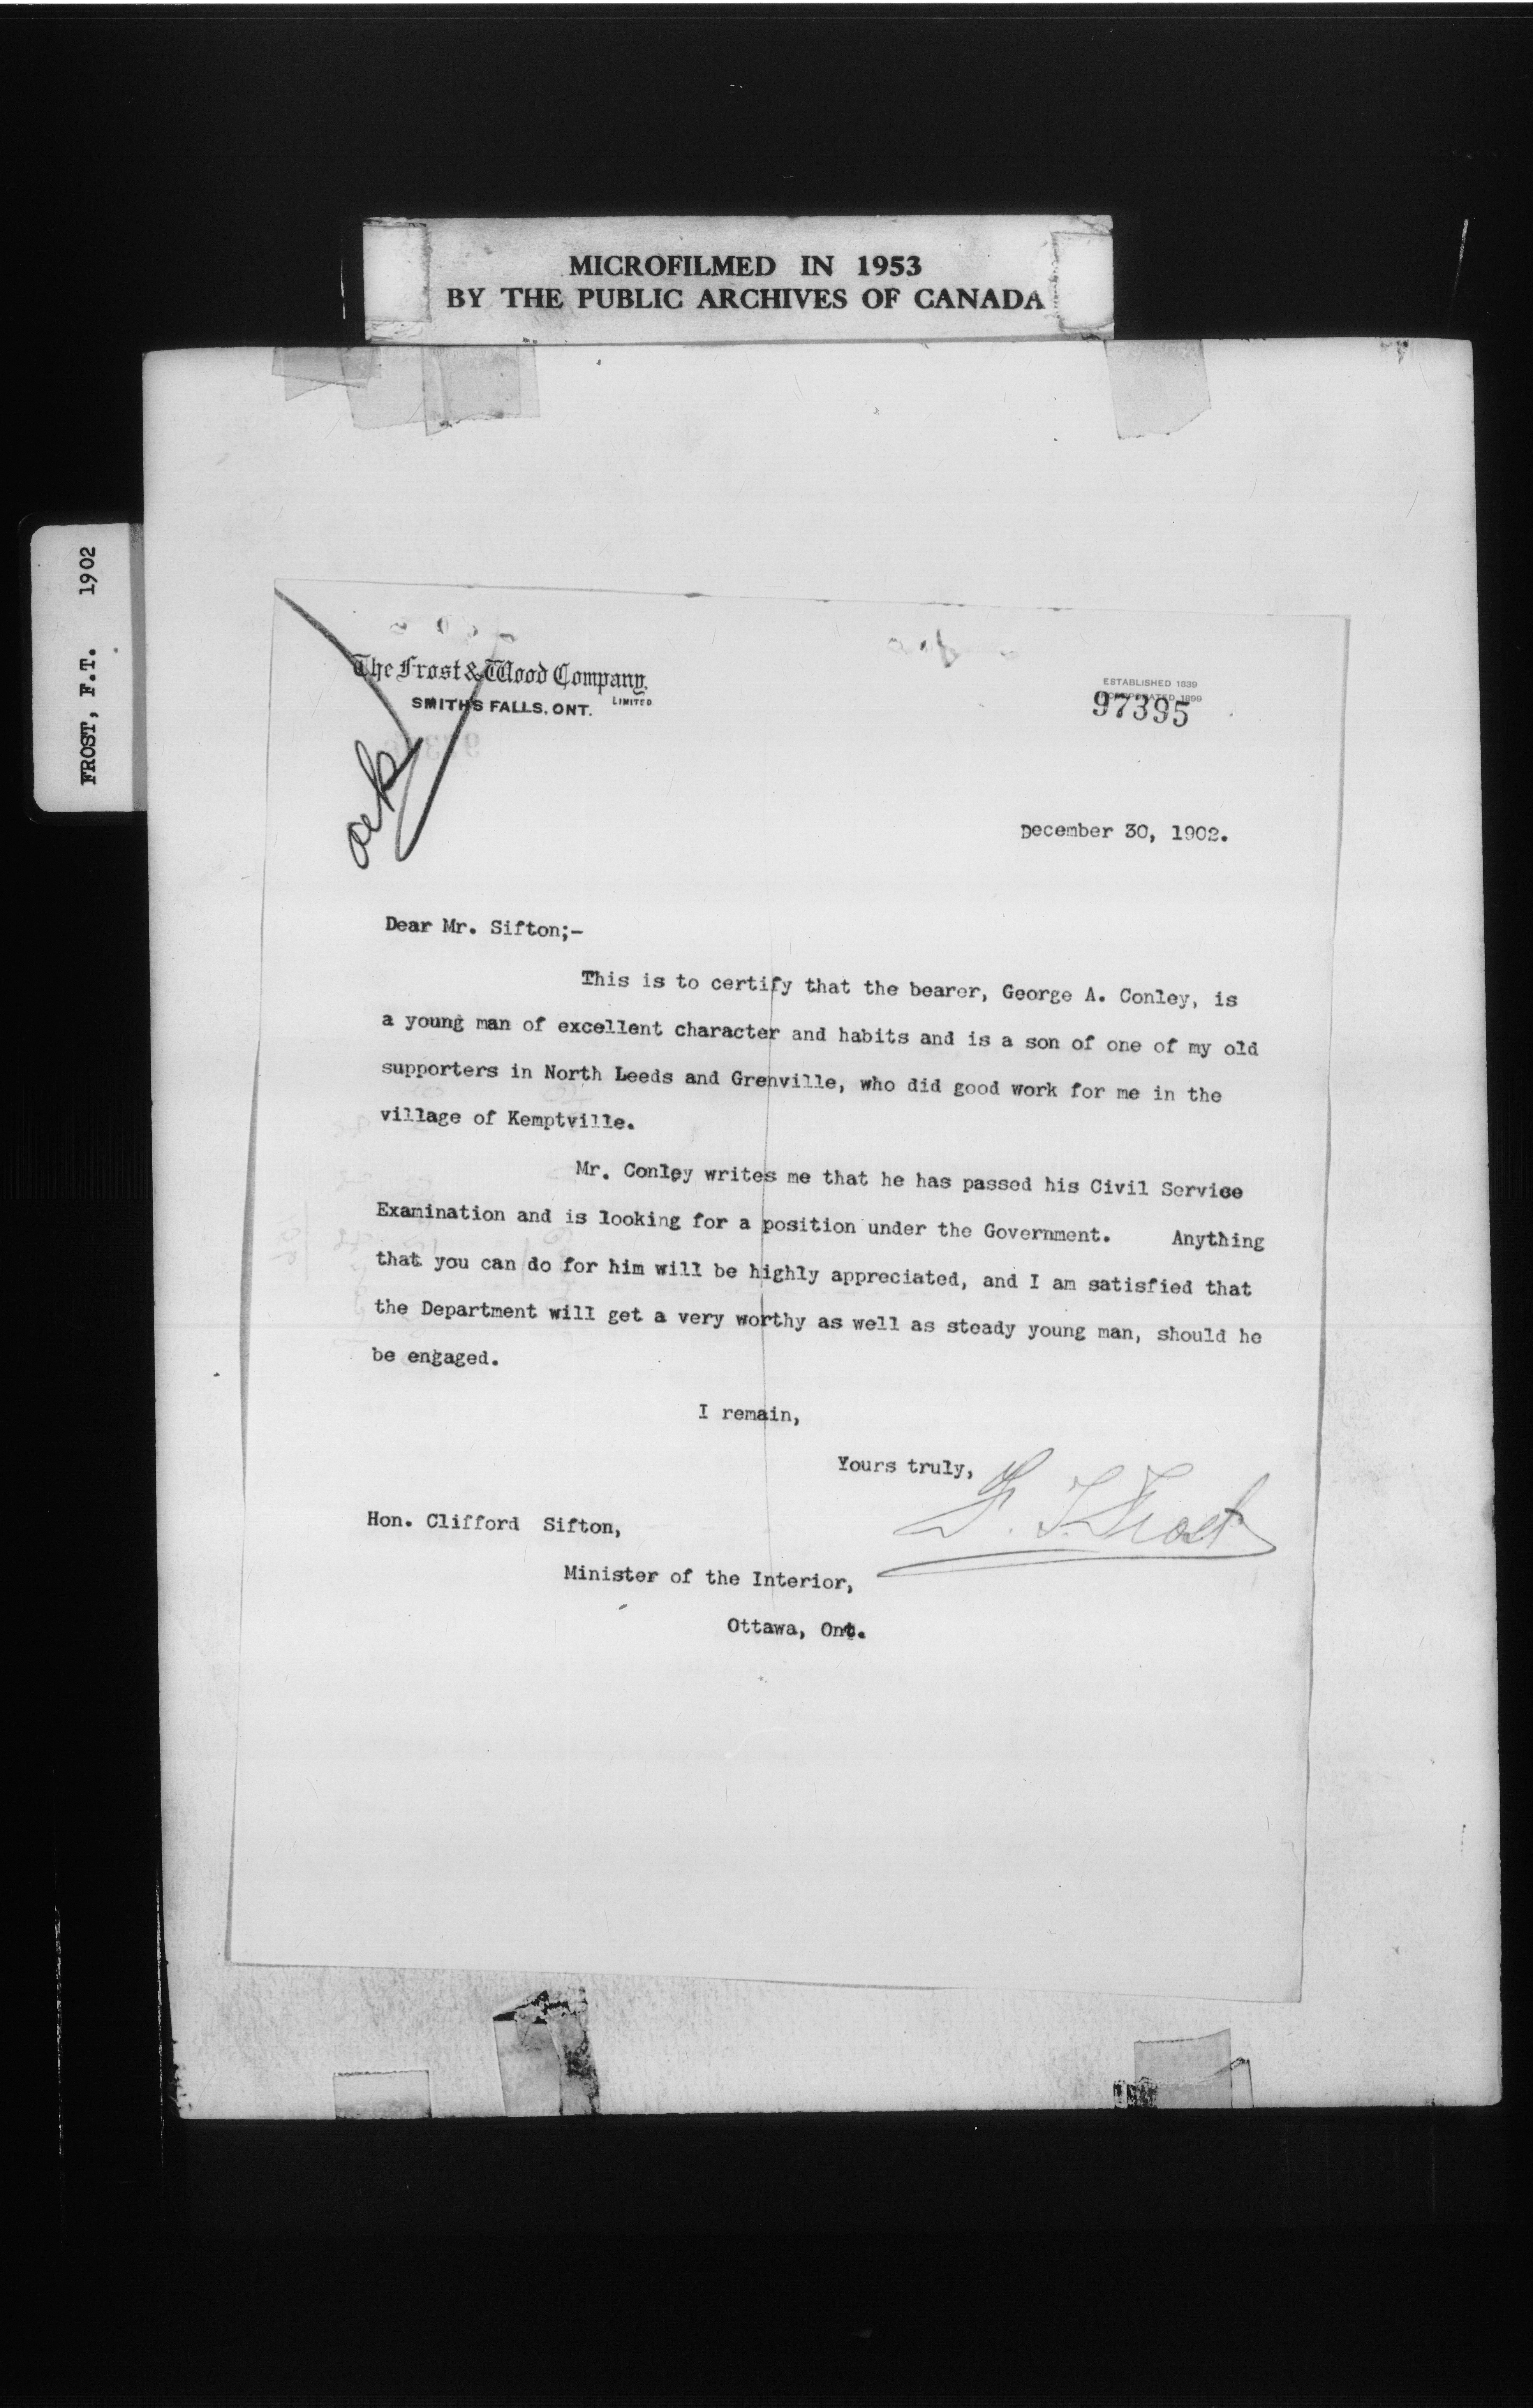 MICROFILMED IN 1953
BY THE PUBLIC ARCHIVES OF CANADA
FROST, F.T. 1902
The Frost & Wood Company,
LIMITED
SMITH'S FALLS, ONT.
ESTABLISHED 1839
INCORPORATED 1899
97395
ack
December 30, 1902.
Dear Mr. Sifton;-
This is to certify that the bearer, George A. Conley, is
a young man of excellent character and habits and is a son of one of my old
supporters in North Leeds and Grenville, who did good work for me in the
village of Kemptville.
Mr. Conley writes me that he has passed his Civil Service
Examination and is looking for a position under the Government. Anything
that you can do for him will be highly appreciated, and I am satisfied that
the Department will get a very worthy as well as steady young man, should he
be engaged.
I remain,
Yours truly,
F. T. Frost
Hon. Clifford Sifton,
Minister of the Interior,
Ottawa, Ont.